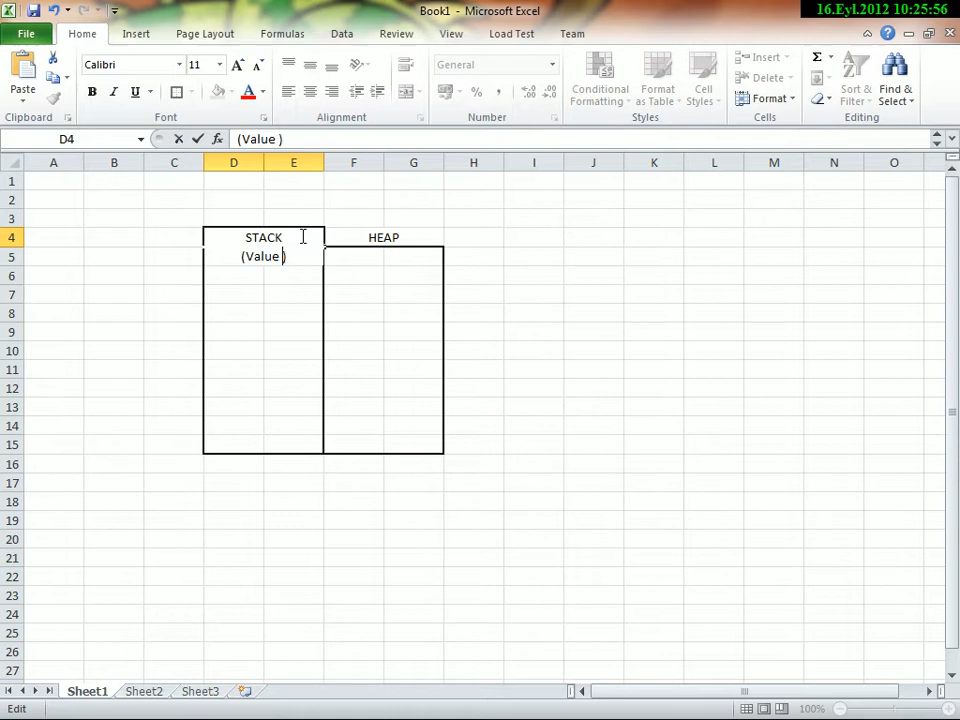 Book1 - Microsoft Excel
16.Eyl.2012 10:25:56
File Home Insert Page Layout Formulas Data Review View Load Test Team
Paste
Clipboard
Calibri 11
B I U A
Font
Alignment
General
% ,
Number
Conditional Formatting
Format as Table
Cell Styles
Styles
Insert
Delete
Format
Cells
Σ
Sort & Filter
Find & Select
Editing
D4 fx (Value )
A B C D E F G H I J K L M N O
1
2
3
4 STACK HEAP
5 (Value )
6
7
8
9
10
11
12
13
14
15
16
17
18
19
20
21
22
23
24
25
26
27
Sheet1 Sheet2 Sheet3
Edit 100%